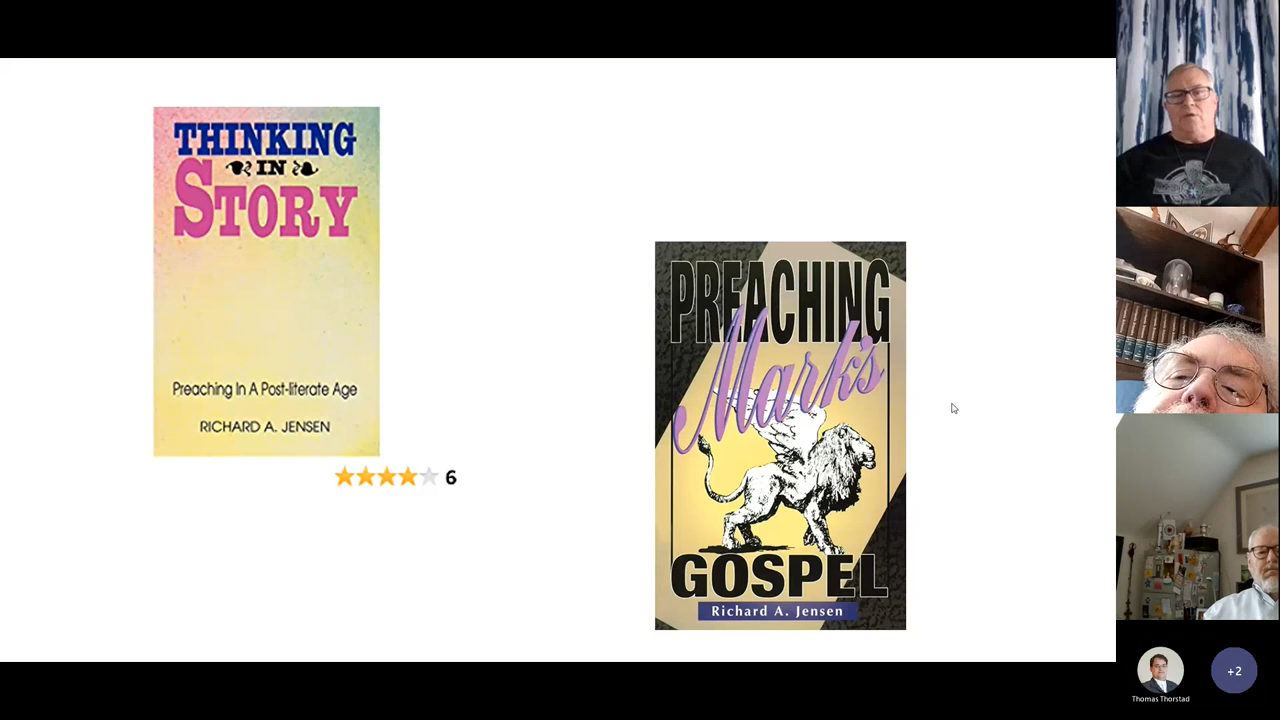 THINKING
IN
STORY
Preaching In A Post-literate Age
RICHARD A. JENSEN
6
PREACHING
Mark's
GOSPEL
Richard A. Jensen
Thomas Thorstad
+2